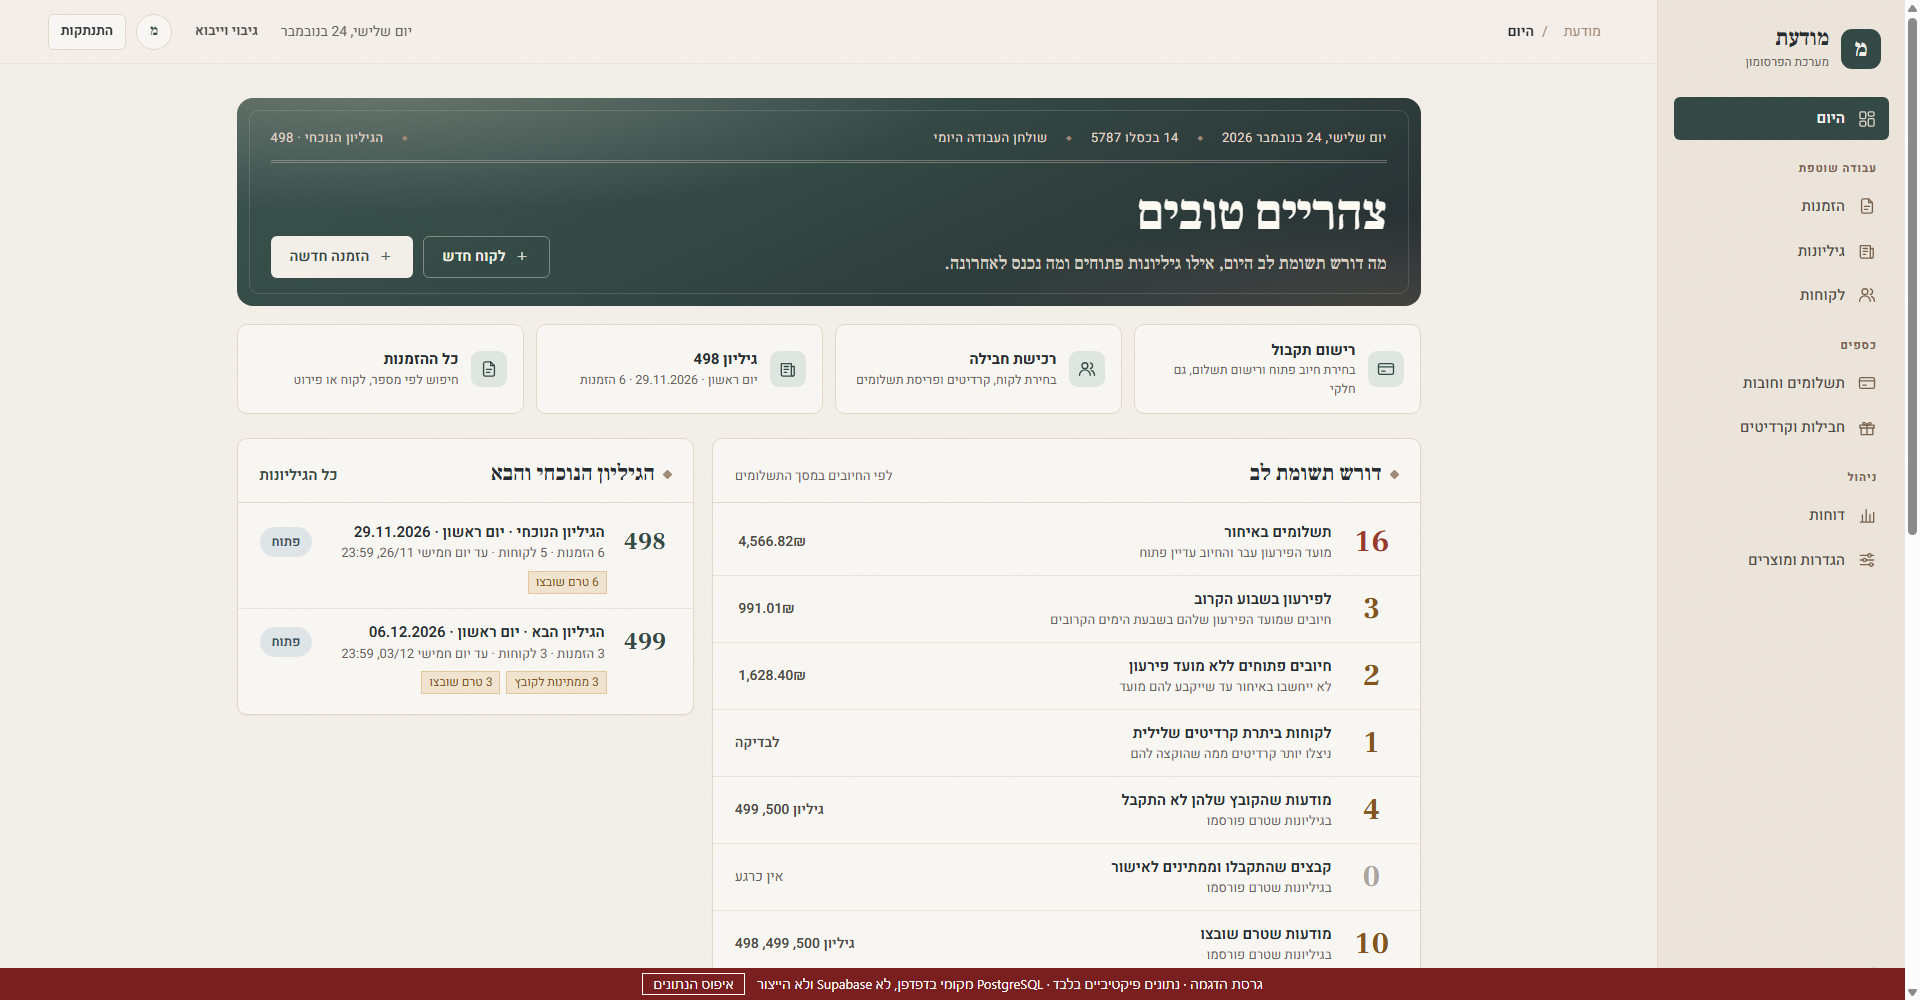 מ
מודעת
מערכת הפרסומון
היום
עבודה שוטפת
הזמנות
גיליונות
לקוחות
כספים
תשלומים וחובות
חבילות וקרדיטים
ניהול
דוחות
הגדרות ומוצרים
מודעת / היום
יום שלישי, 24 בנובמבר
גיבוי וייבוא
מ
התנתקות
יום שלישי, 24 בנובמבר 2026 ◆ 14 בכסלו 5787 ◆ שולחן העבודה היומי
◆ הגיליון הנוכחי · 498
צהריים טובים
מה דורש תשומת לב היום, אילו גיליונות פתוחים ומה נכנס לאחרונה.
+ לקוח חדש
+ הזמנה חדשה
רישום תקבול
בחירת חיוב פתוח ורישום תשלום, גם
חלקי
רכישת חבילה
בחירת לקוח, קרדיטים ופריסת תשלומים
גיליון 498
יום ראשון · 29.11.2026 · 6 הזמנות
כל ההזמנות
חיפוש לפי מספר, לקוח או פירוט
דורש תשומת לב
לפי החיובים במסך התשלומים
16
תשלומים באיחור
מועד הפירעון עבר והחיוב עדיין פתוח
4,566.82₪
3
לפירעון בשבוע הקרוב
חיובים שמועד הפירעון שלהם בשבעת הימים הקרובים
991.01₪
2
חיובים פתוחים ללא מועד פירעון
לא ייחשבו באיחור עד שייקבע להם מועד
1,628.40₪
1
לקוחות ביתרת קרדיטים שלילית
ניצלו יותר קרדיטים ממה שהוקצה להם
לבדיקה
4
מודעות שהקובץ שלהן לא התקבל
בגיליונות שטרם פורסמו
גיליון 500, 499
0
קבצים שהתקבלו וממתינים לאישור
בגיליונות שטרם פורסמו
אין כרגע
10
מודעות שטרם שובצו
בגיליונות שטרם פורסמו
גיליון 500, 499, 498
הגיליון הנוכחי והבא
כל הגיליונות
498
הגיליון הנוכחי · יום ראשון · 29.11.2026
6 הזמנות · 5 לקוחות · עד יום חמישי 26/11, 23:59
6 טרם שובצו
פתוח
499
הגיליון הבא · יום ראשון · 06.12.2026
3 הזמנות · 3 לקוחות · עד יום חמישי 03/12, 23:59
3 ממתינות לקובץ
3 טרם שובצו
פתוח
גרסת הדגמה · נתונים פיקטיביים בלבד · PostgreSQL מקומי בדפדפן, לא Supabase ולא הייצור
איפוס הנתונים